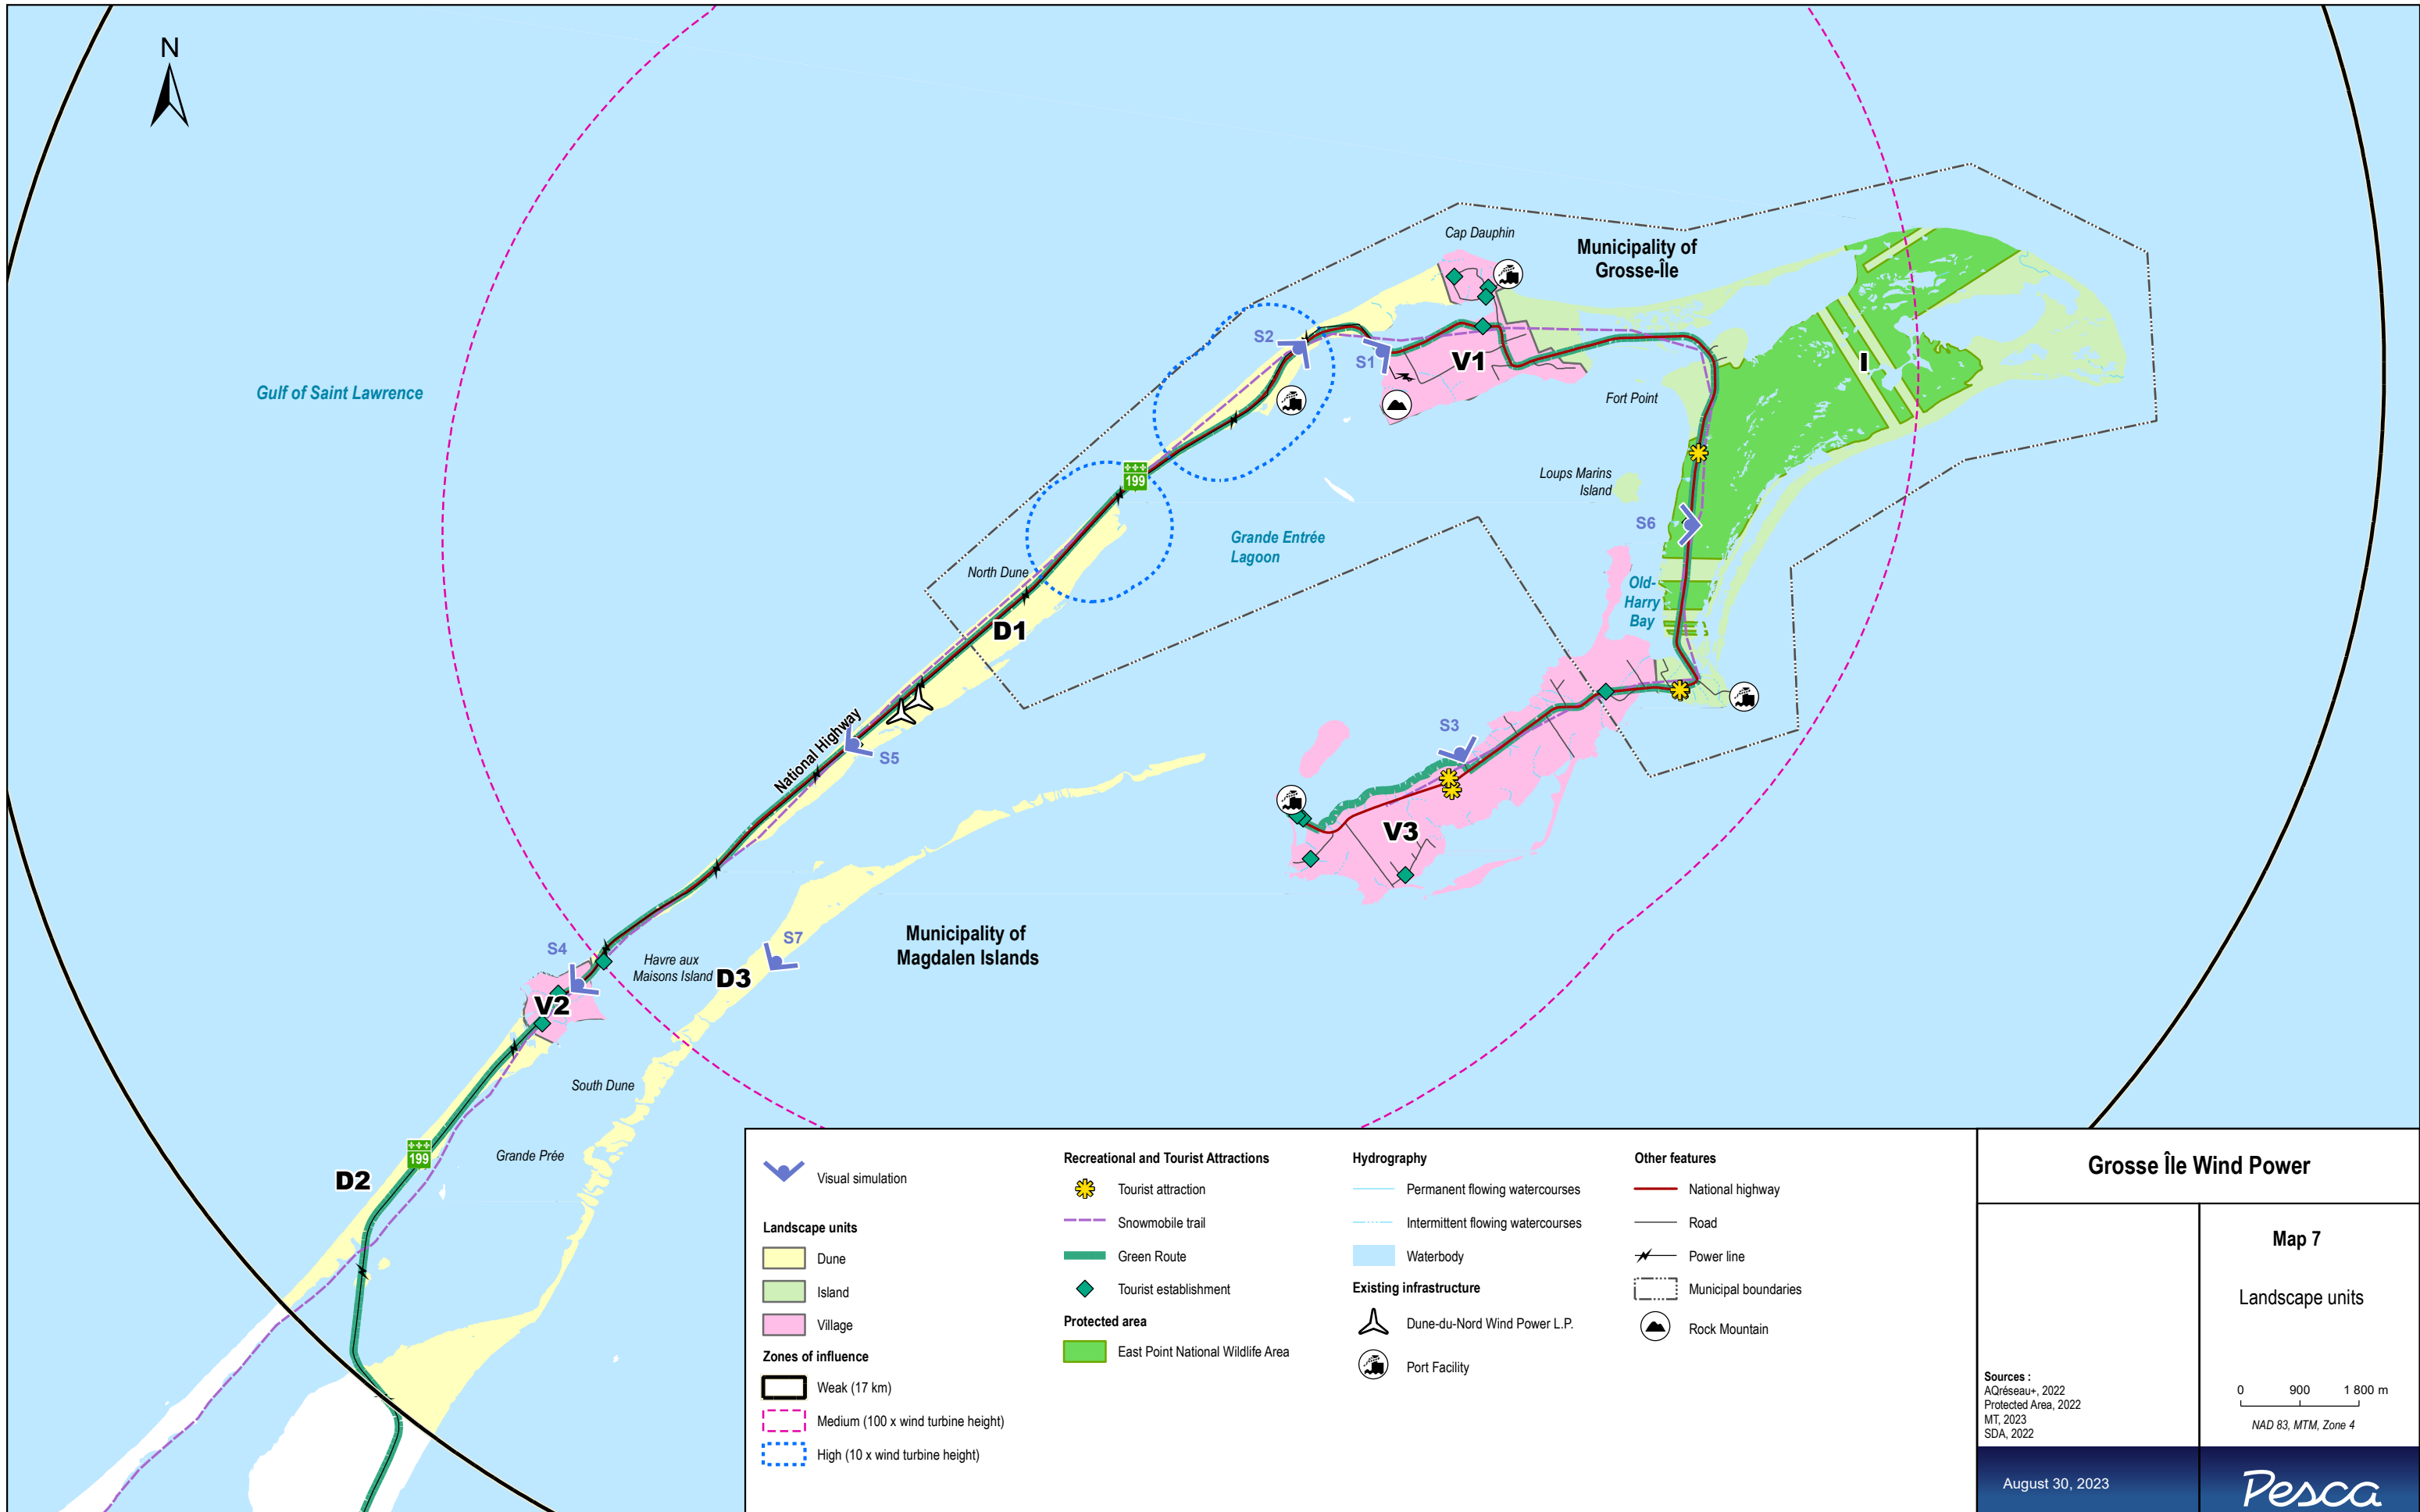 N
Cap Dauphin
Municipality of
Grosse-Île
S2
S1
V1
I
Gulf of Saint Lawrence
Fort Point
199
Loups Marins
Island
S6
Grande Entrée
Lagoon
North Dune
Old-
Harry
Bay
D1
National Highway
S5
S3
V3
Municipality of
Magdalen Islands
S4
S7
Havre aux
Maisons Island
D3
V2
South Dune
Grande Prée
199
D2
Visual simulation
Landscape units
Dune
Island
Village
Zones of influence
Weak (17 km)
Medium (100 x wind turbine height)
High (10 x wind turbine height)
Recreational and Tourist Attractions
Tourist attraction
Snowmobile trail
Green Route
Tourist establishment
Protected area
East Point National Wildlife Area
Hydrography
Permanent flowing watercourses
Intermittent flowing watercourses
Waterbody
Existing infrastructure
Dune-du-Nord Wind Power L.P.
Port Facility
Other features
National highway
Road
Power line
Municipal boundaries
Rock Mountain
Grosse Île Wind Power
Map 7
Landscape units
Sources :
AQréseau+, 2022
Protected Area, 2022
MT, 2023
SDA, 2022
0 900 1 800 m
NAD 83, MTM, Zone 4
August 30, 2023
Pesca